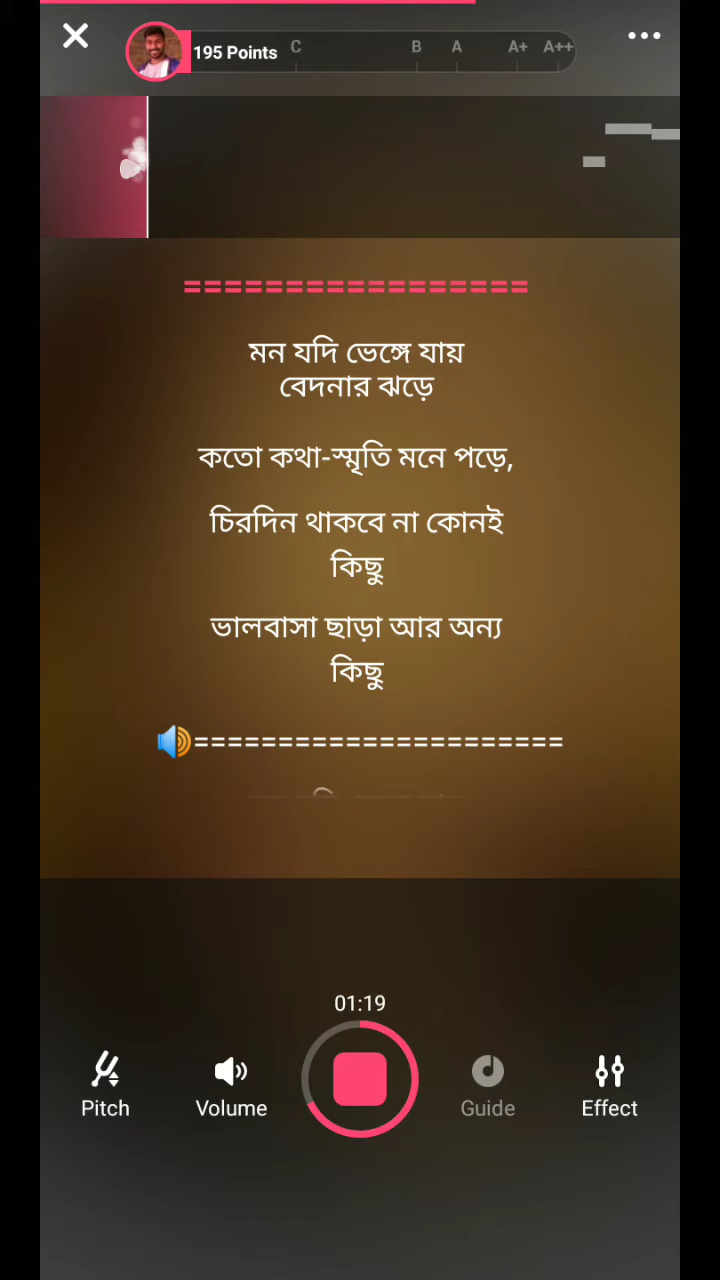 195 Points
C B A A+ A++
=================
মন যদি ভেঙ্গে যায়
বেদনার ঝড়ে
কতো কথা-স্মৃতি মনে পড়ে,
চিরদিন থাকবে না কোনই
কিছু
ভালবাসা ছাড়া আর অন্য
কিছু
======================
01:19
Pitch Volume Guide Effect